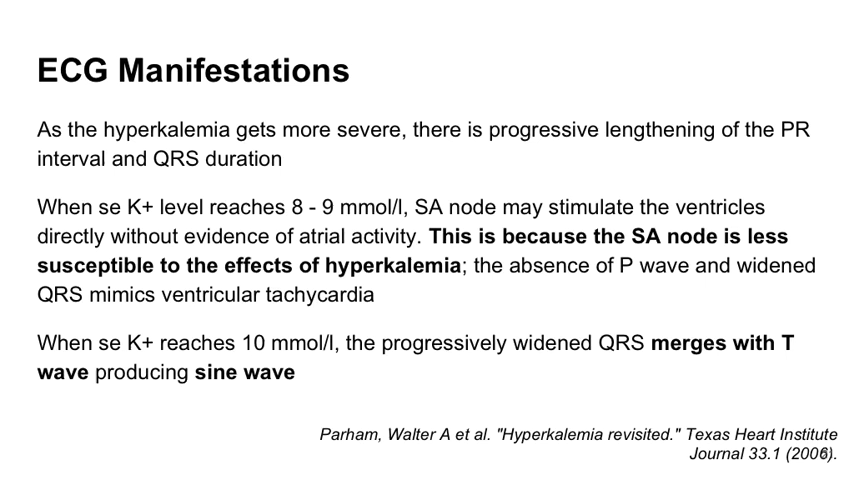 ECG Manifestations
As the hyperkalemia gets more severe, there is progressive lengthening of the PR
interval and QRS duration
When se K+ level reaches 8 - 9 mmol/l, SA node may stimulate the ventricles
directly without evidence of atrial activity. This is because the SA node is less
susceptible to the effects of hyperkalemia; the absence of P wave and widened
QRS mimics ventricular tachycardia
When se K+ reaches 10 mmol/l, the progressively widened QRS merges with T
wave producing sine wave
Parham, Walter A et al. "Hyperkalemia revisited." Texas Heart Institute
Journal 33.1 (2006).